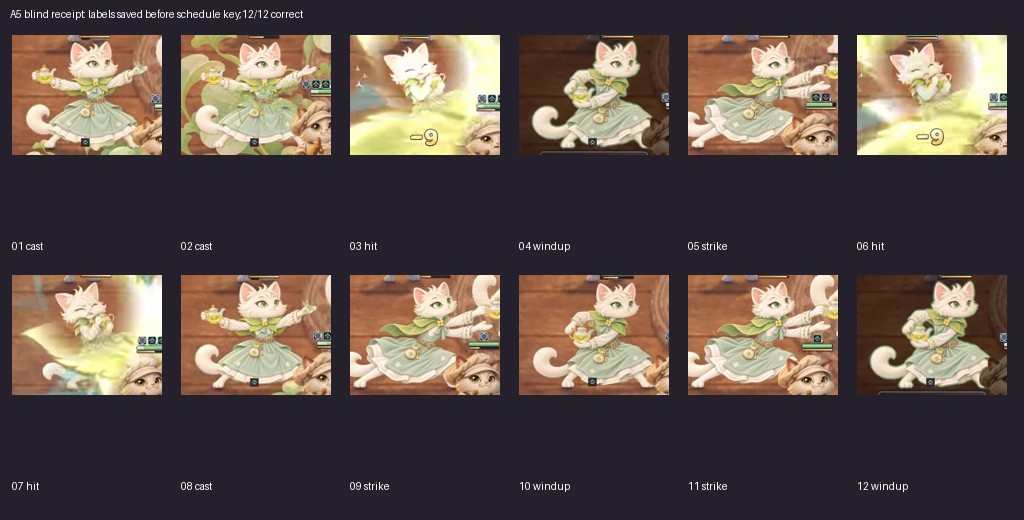 A5 blind receipt: labels saved before schedule key; 12/12 correct
-9
-9
01 cast
02 cast
03 hit
04 windup
05 strike
06 hit
07 hit
08 cast
09 strike
10 windup
11 strike
12 windup